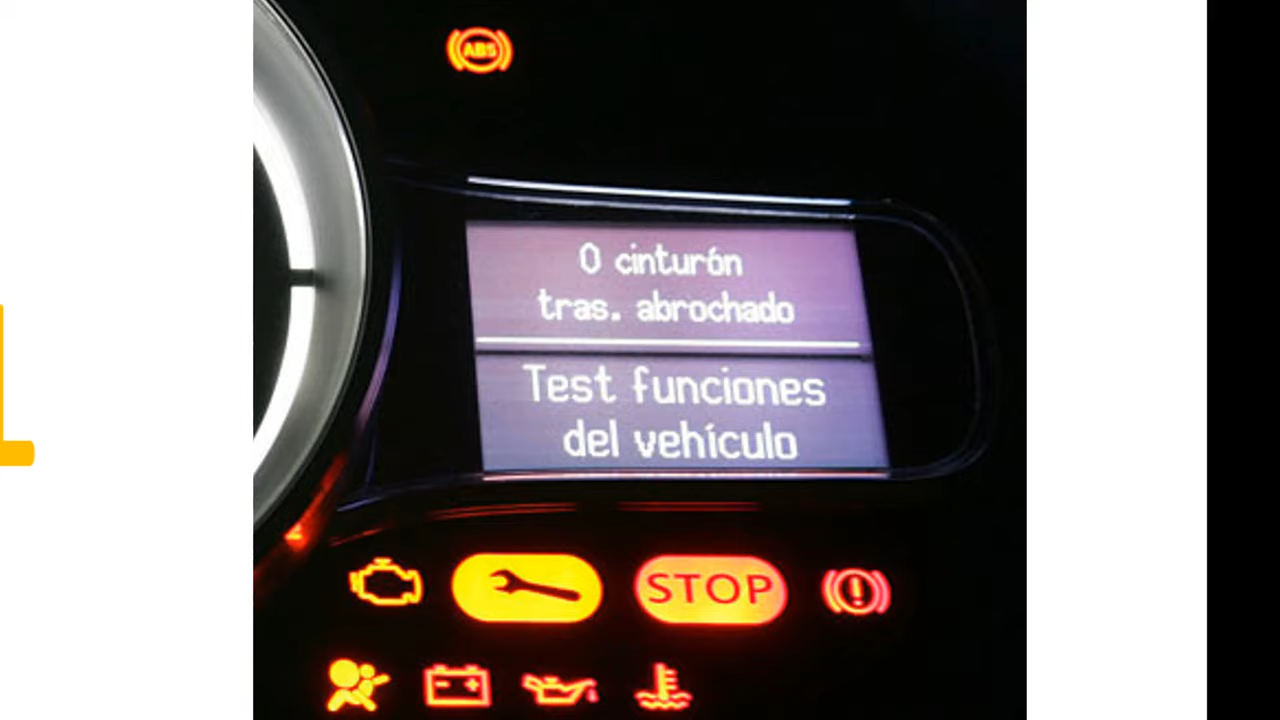 ABS
0 cinturón
tras. abrochado
Test funciones
del vehículo
STOP